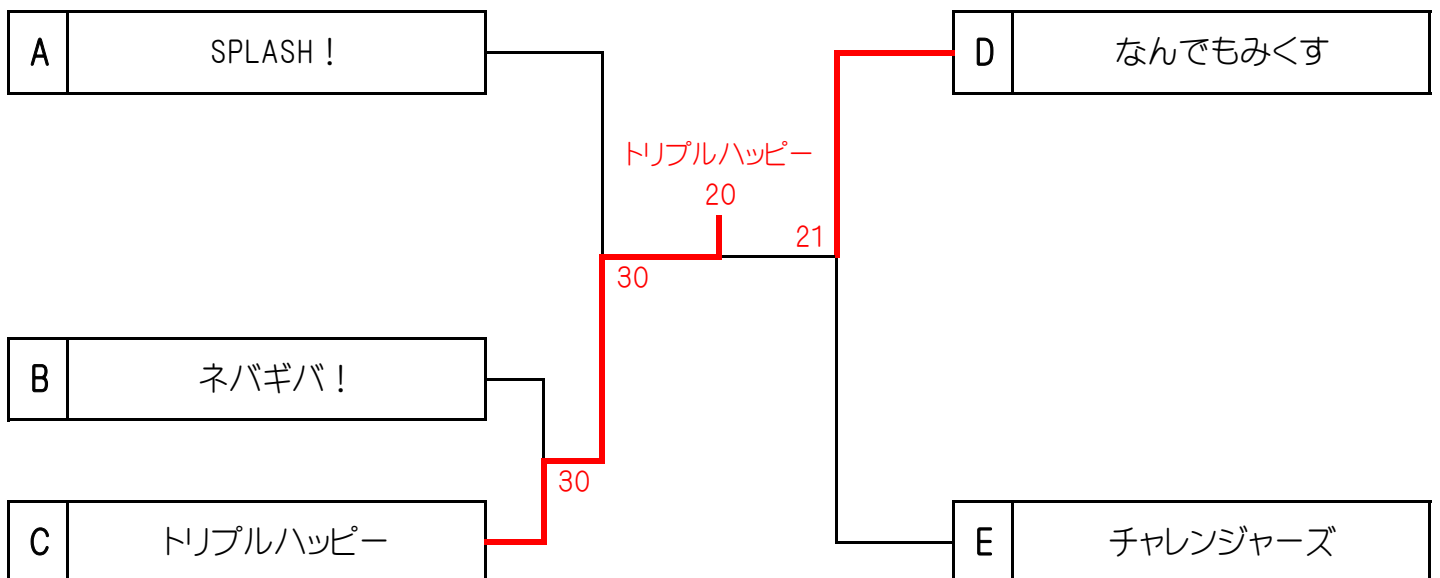 A SPLASH！
D なんでもみくす
トリプルハッピー
20
21
30
B ネバギバ！
30
C トリプルハッピー
E チャレンジャーズ